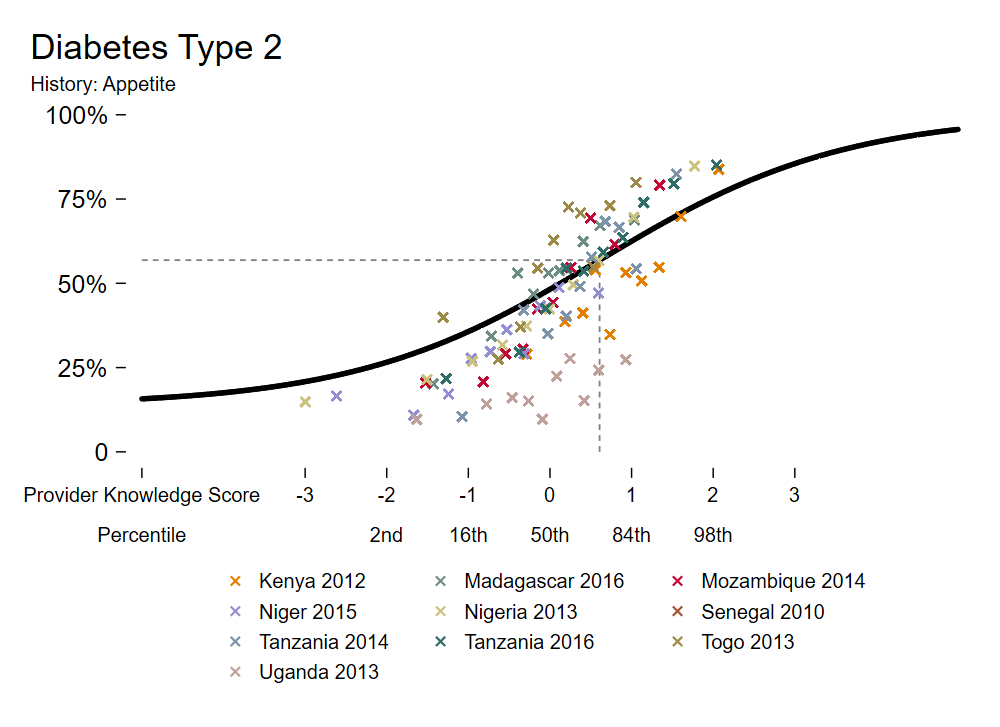 Diabetes Type 2
History: Appetite
100%
75%
50%
25%
0
Provider Knowledge Score -3 -2 -1 0 1 2 3
Percentile 2nd 16th 50th 84th 98th
Kenya 2012 Madagascar 2016 Mozambique 2014
Niger 2015 Nigeria 2013 Senegal 2010
Tanzania 2014 Tanzania 2016 Togo 2013
Uganda 2013